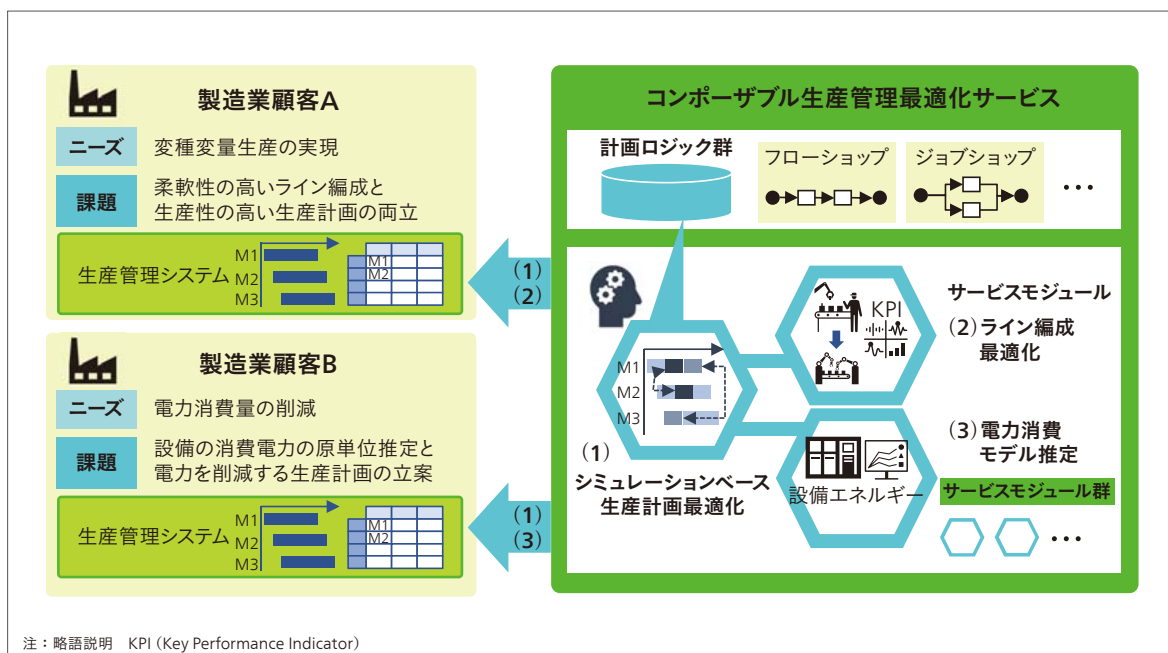 製造業顧客A
ニーズ 変種変量生産の実現
課題 柔軟性の高いライン編成と
生産性の高い生産計画の両立
生産管理システム
M1
M2
M3
M1
M2
(1)
(2)
製造業顧客B
ニーズ 電力消費量の削減
課題 設備の消費電力の原単位推定と
電力を削減する生産計画の立案
生産管理システム
M1
M2
M3
M1
M2
(1)
(3)
コンポーザブル生産管理最適化サービス
計画ロジック群
フローショップ
ジョブショップ
…
M1
M2
M3
(1)
シミュレーションベース
生産計画最適化
KPI
サービスモジュール
(2)ライン編成
最適化
設備エネルギー
(3)電力消費
モデル推定
サービスモジュール群
…
注：略語説明 KPI(Key Performance Indicator)